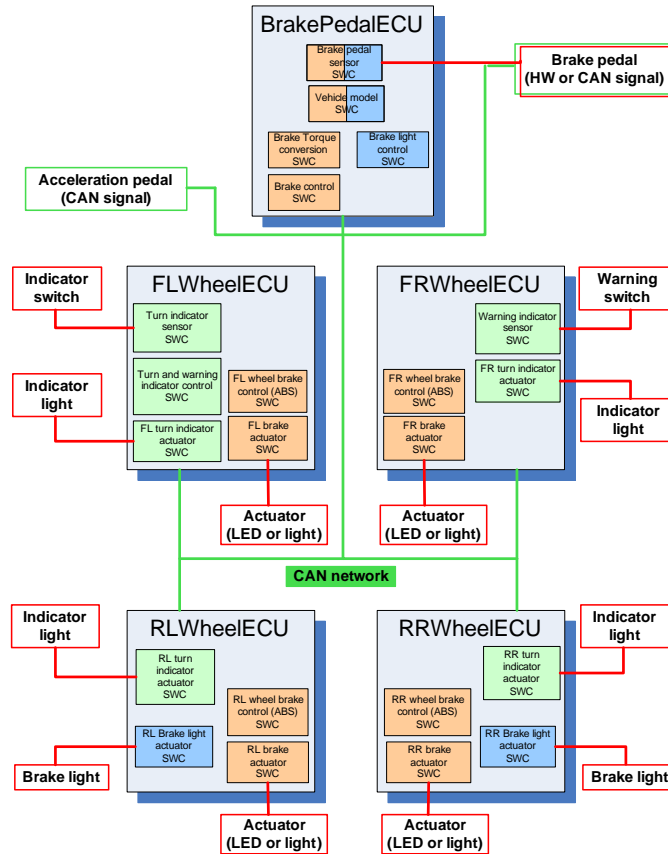 BrakePedalECU
Brake pedal
sensor
SWC
Brake pedal
(HW or CAN signal)
Vehicle model
SWC
Brake Torque
conversion
SWC
Brake light
control
SWC
Brake control
SWC
Acceleration pedal
(CAN signal)
Indicator
switch
FLWheelECU
Turn indicator
sensor
SWC
Turn and warning
indicator control
SWC
FL wheel brake
control (ABS)
SWC
FL turn indicator
actuator
SWC
FL brake
actuator
SWC
Indicator
light
Actuator
(LED or light)
FRWheelECU
Warning
switch
Warning indicator
sensor
SWC
FR wheel brake
control (ABS)
SWC
FR turn indicator
actuator
SWC
FR brake
actuator
SWC
Indicator
light
Actuator
(LED or light)
CAN network
Indicator
light
RLWheelECU
RL turn
indicator
actuator
SWC
RL wheel brake
control (ABS)
SWC
RL Brake light
actuator
SWC
RL brake
actuator
SWC
Brake light
Actuator
(LED or light)
RRWheelECU
Indicator
light
RR turn
indicator
actuator
SWC
RR wheel brake
control (ABS)
SWC
RR Brake light
actuator
SWC
RR brake
actuator
SWC
Brake light
Actuator
(LED or light)